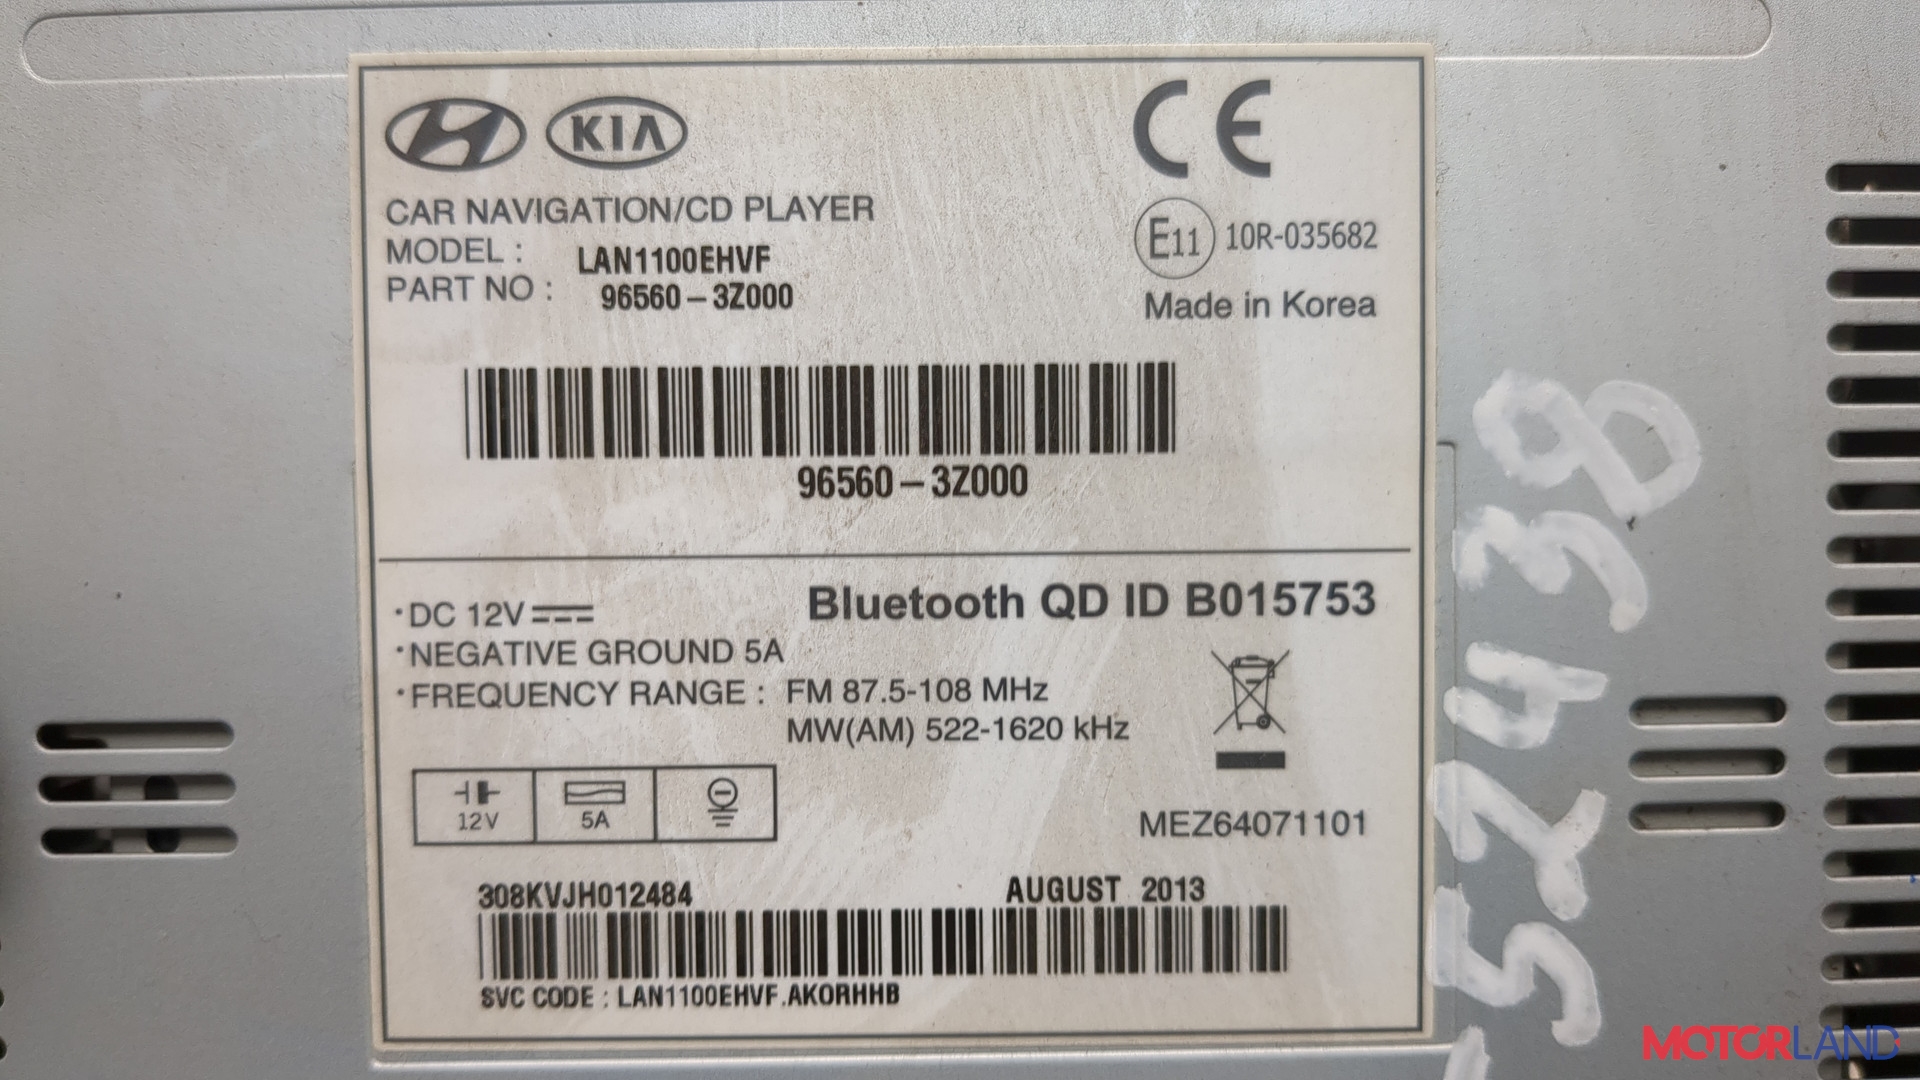 KIA
CE
CAR NAVIGATION/CD PLAYER
MODEL : LAN1100EHVF
PART NO : 96560-3Z000
E11 10R-035682
Made in Korea
96560-3Z000
Bluetooth QD ID B015753
·DC 12V
·NEGATIVE GROUND 5A
·FREQUENCY RANGE : FM 87.5-108 MHz
MW(AM) 522-1620 kHz
12V 5A
MEZ64071101
308KVJH012484 AUGUST 2013
SVC CODE : LAN1100EHVF.AKORHHB
MOTORLAND